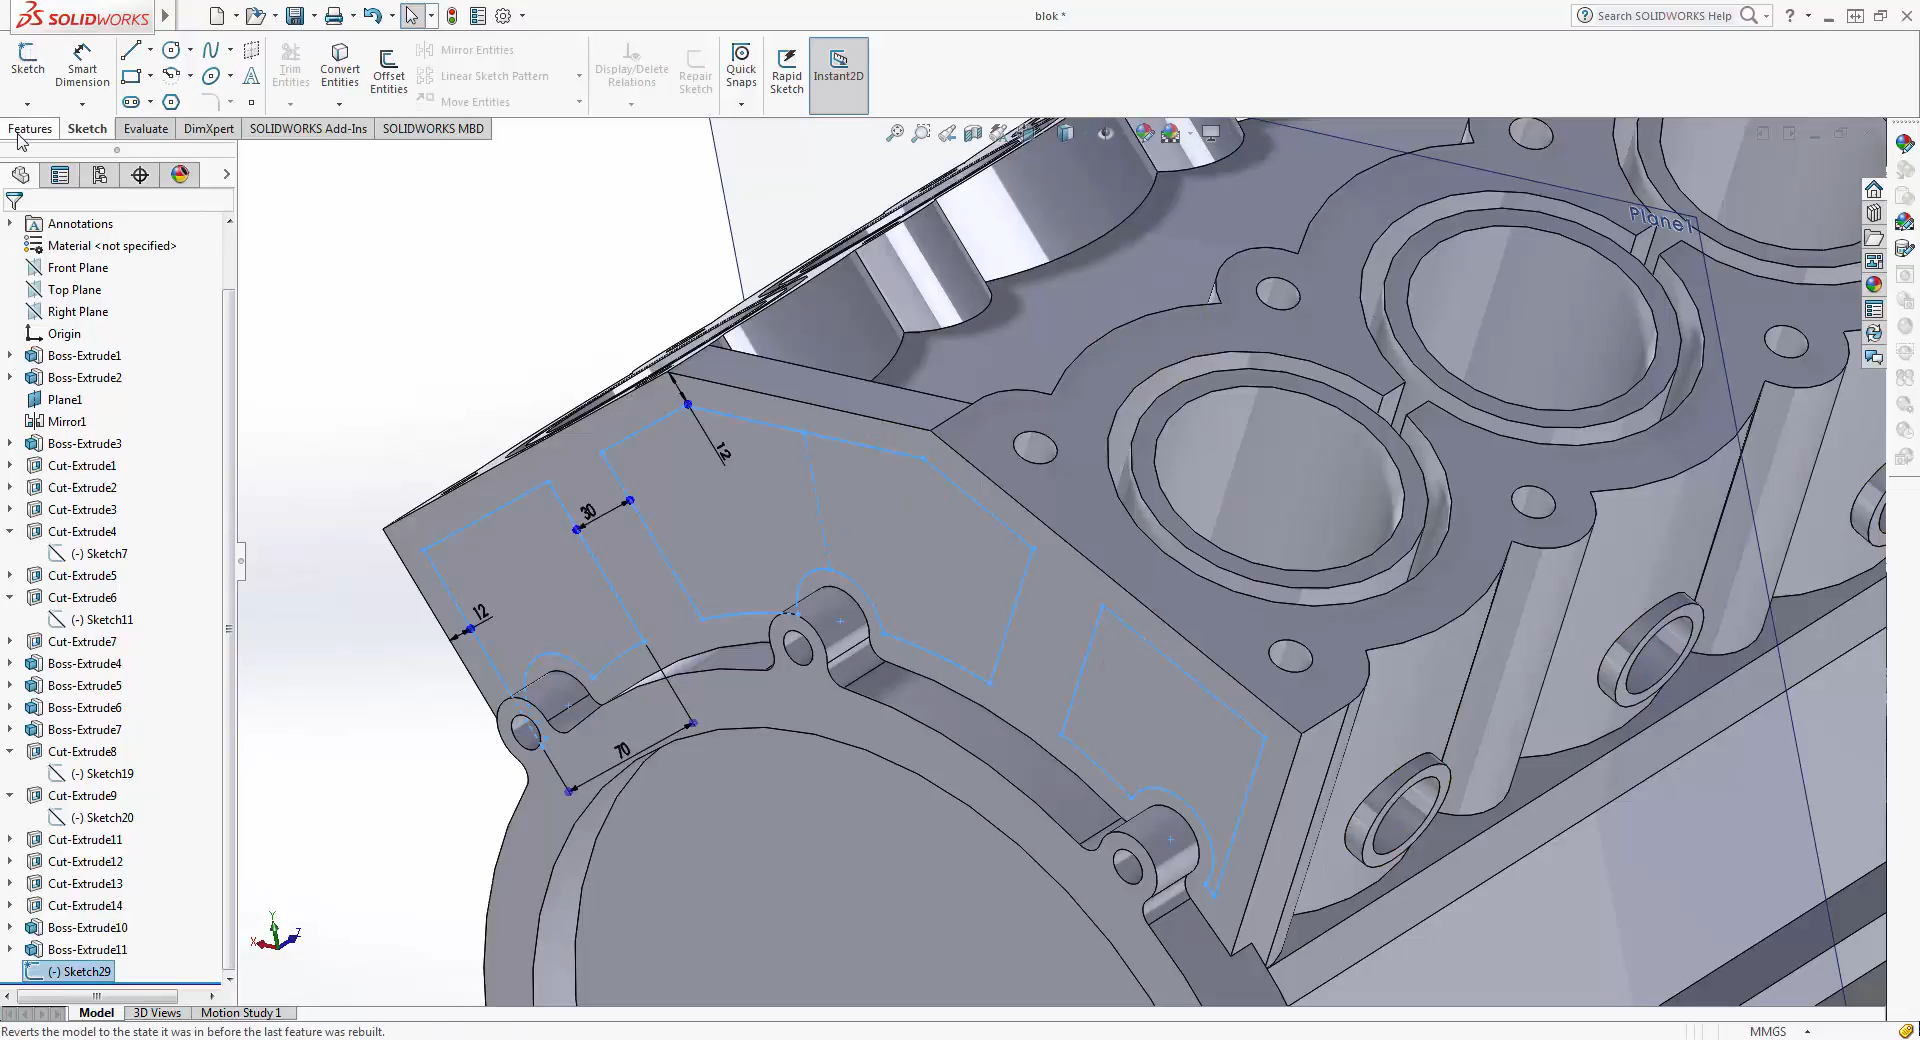 SOLIDWORKS
blok *
Search SOLIDWORKS Help
Sketch
Smart Dimension
Trim Entities
Convert Entities
Offset Entities
Mirror Entities
Linear Sketch Pattern
Move Entities
Display/Delete Relations
Repair Sketch
Quick Snaps
Rapid Sketch
Instant2D
Features
Sketch
Evaluate
DimXpert
SOLIDWORKS Add-Ins
SOLIDWORKS MBD
Annotations
Material <not specified>
Front Plane
Top Plane
Right Plane
Origin
Boss-Extrude1
Boss-Extrude2
Plane1
Mirror1
Boss-Extrude3
Cut-Extrude1
Cut-Extrude2
Cut-Extrude3
Cut-Extrude4
(-) Sketch7
Cut-Extrude5
Cut-Extrude6
(-) Sketch11
Cut-Extrude7
Boss-Extrude4
Boss-Extrude5
Boss-Extrude6
Boss-Extrude7
Cut-Extrude8
(-) Sketch19
Cut-Extrude9
(-) Sketch20
Cut-Extrude11
Cut-Extrude12
Cut-Extrude13
Cut-Extrude14
Boss-Extrude10
Boss-Extrude11
(-) Sketch29
Plane1
12
30
12
70
Y
X
Z
Model
3D Views
Motion Study 1
Reverts the model to the state it was in before the last feature was rebuilt.
MMGS